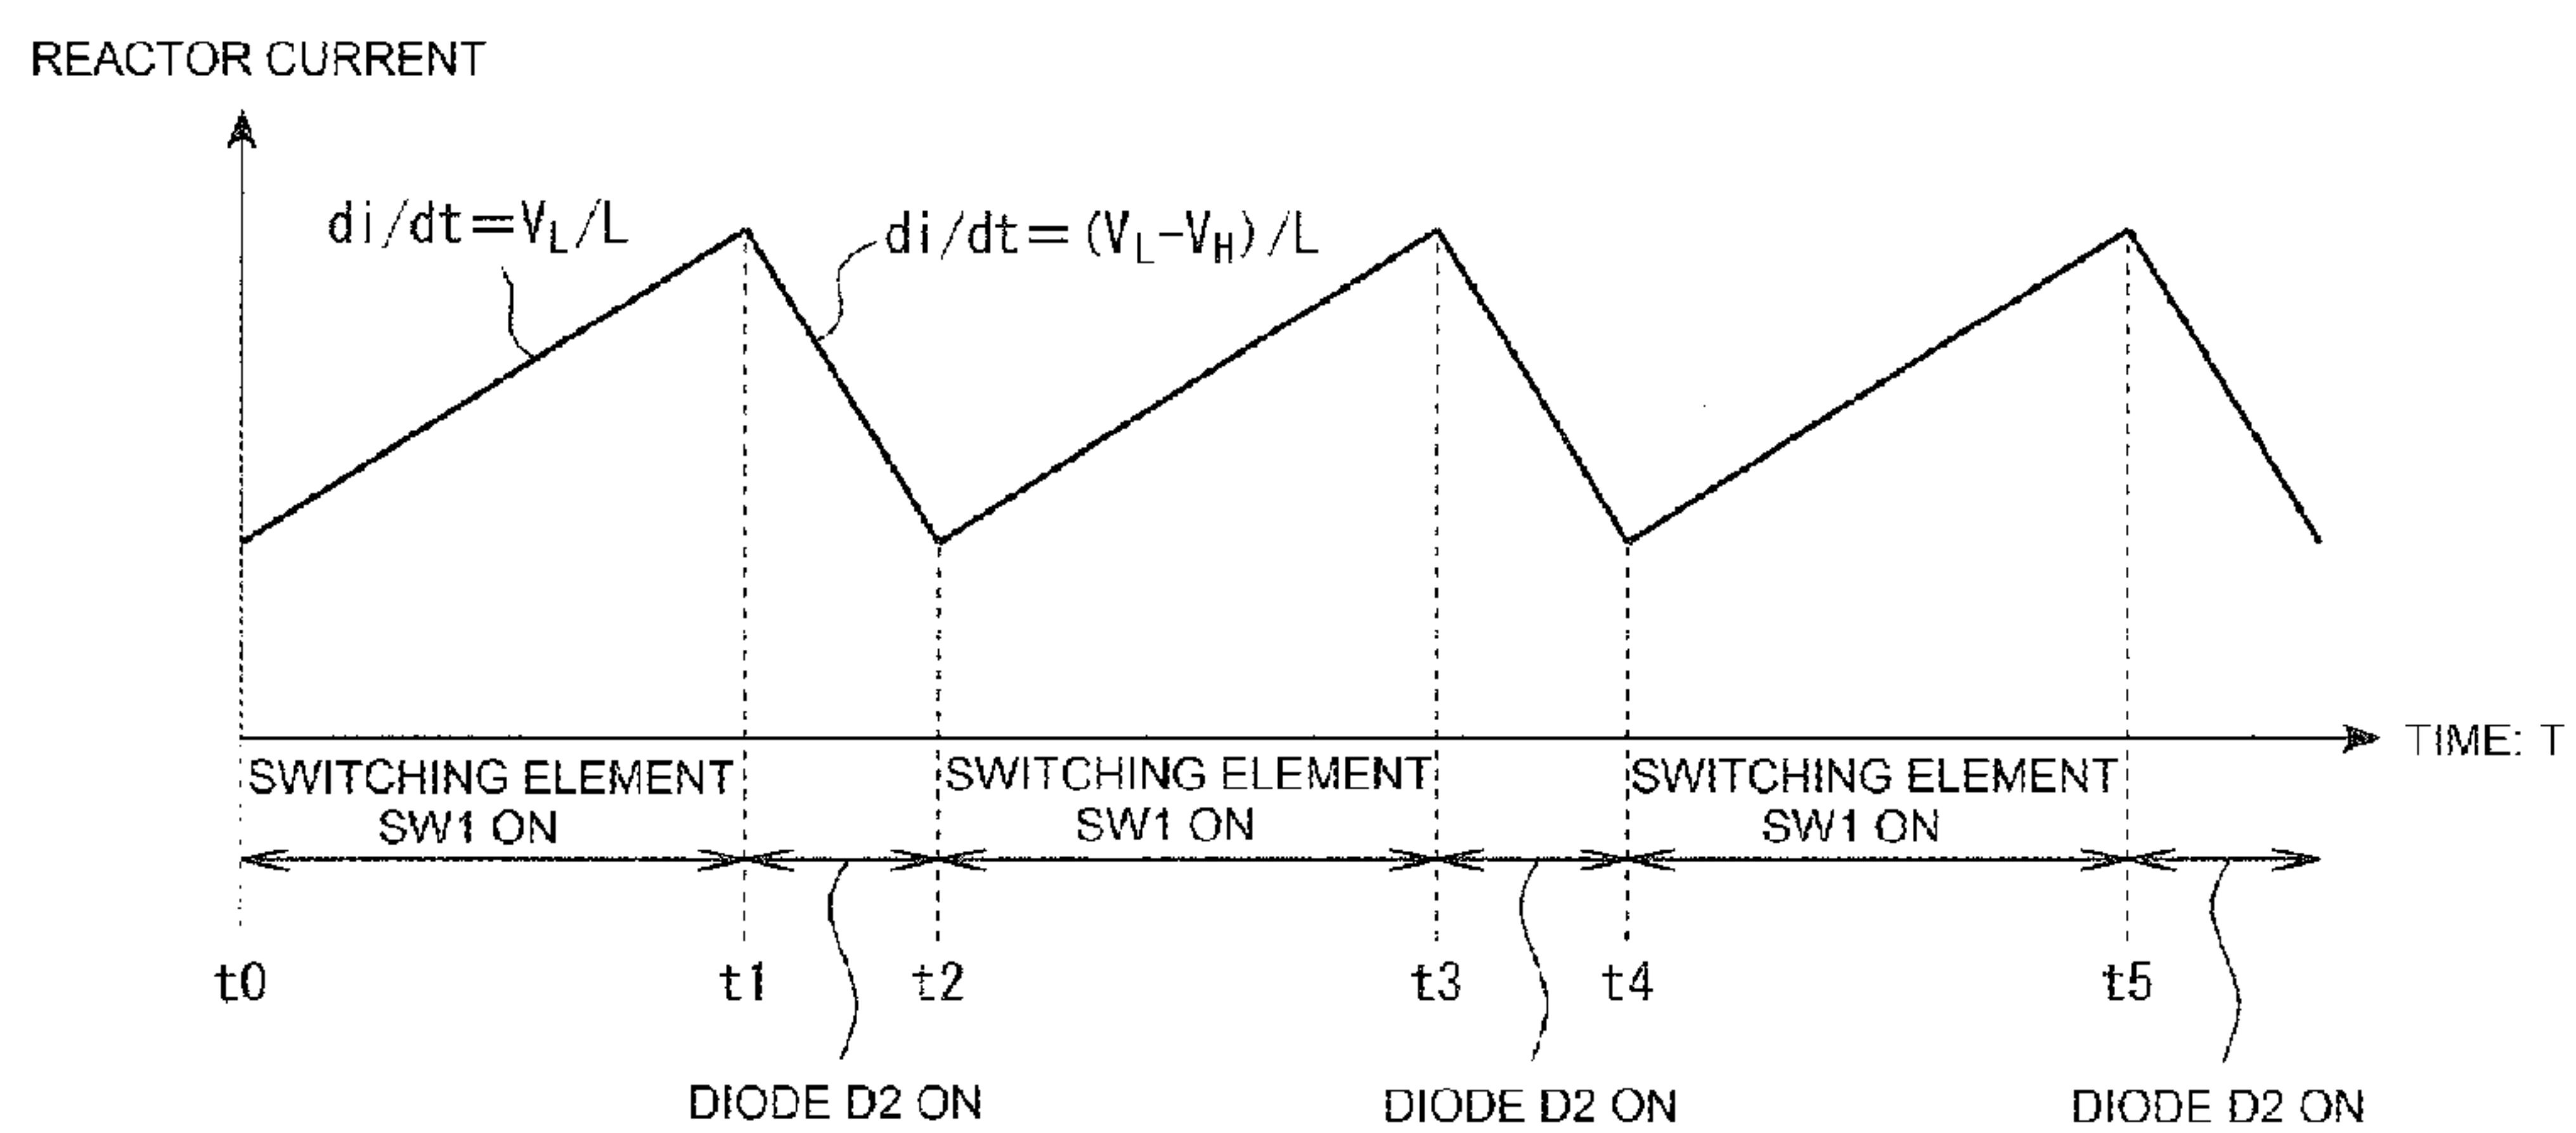 REACTOR CURRENT
di/dt=VL/L
di/dt=(VL-VH)/L
TIME: T
SWITCHING ELEMENT
SW1 ON
SWITCHING ELEMENT
SW1 ON
SWITCHING ELEMENT
SW1 ON
t0
t1
t2
t3
t4
t5
DIODE D2 ON
DIODE D2 ON
DIODE D2 ON